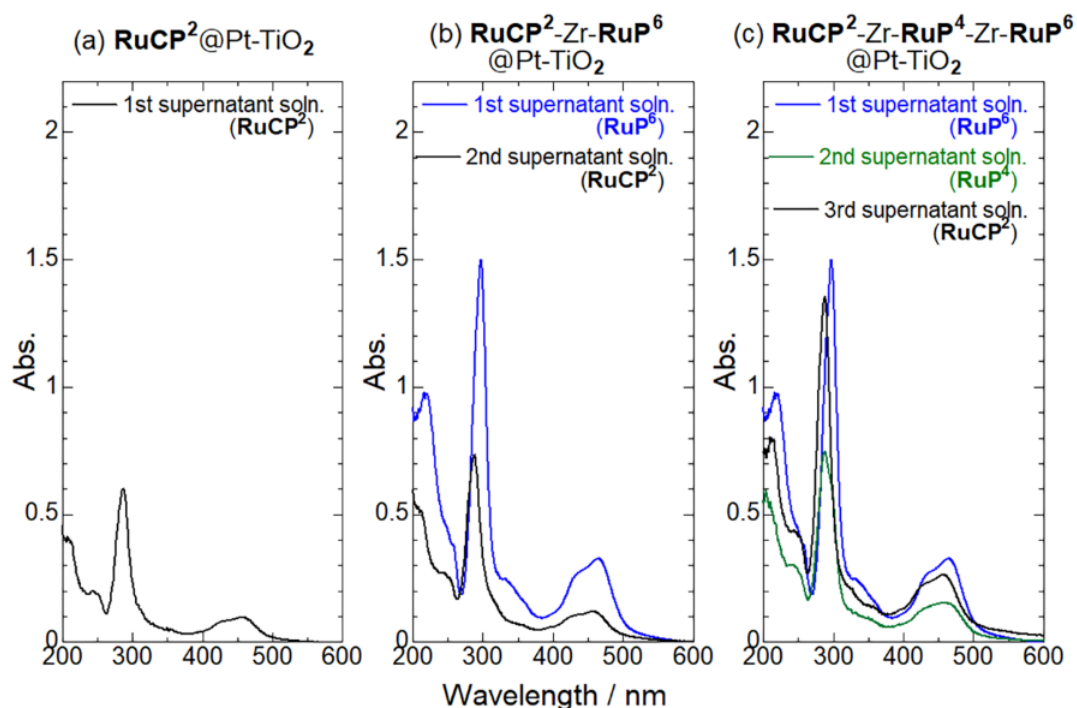 (a) RuCP²@Pt-TiO₂
1st supernatant soln.
(RuCP²)
2
1.5
1
0.5
0
Abs.
200 300 400 500 600
(b) RuCP²-Zr-RuP⁶
@Pt-TiO₂
1st supernatant soln.
(RuP⁶)
2nd supernatant soln.
(RuCP²)
2
1.5
1
0.5
0
Abs.
200 300 400 500 600
(c) RuCP²-Zr-RuP⁴-Zr-RuP⁶
@Pt-TiO₂
1st supernatant soln.
(RuP⁶)
2nd supernatant soln.
(RuP⁴)
3rd supernatant soln.
(RuCP²)
2
1.5
1
0.5
0
Abs.
200 300 400 500 600
Wavelength / nm